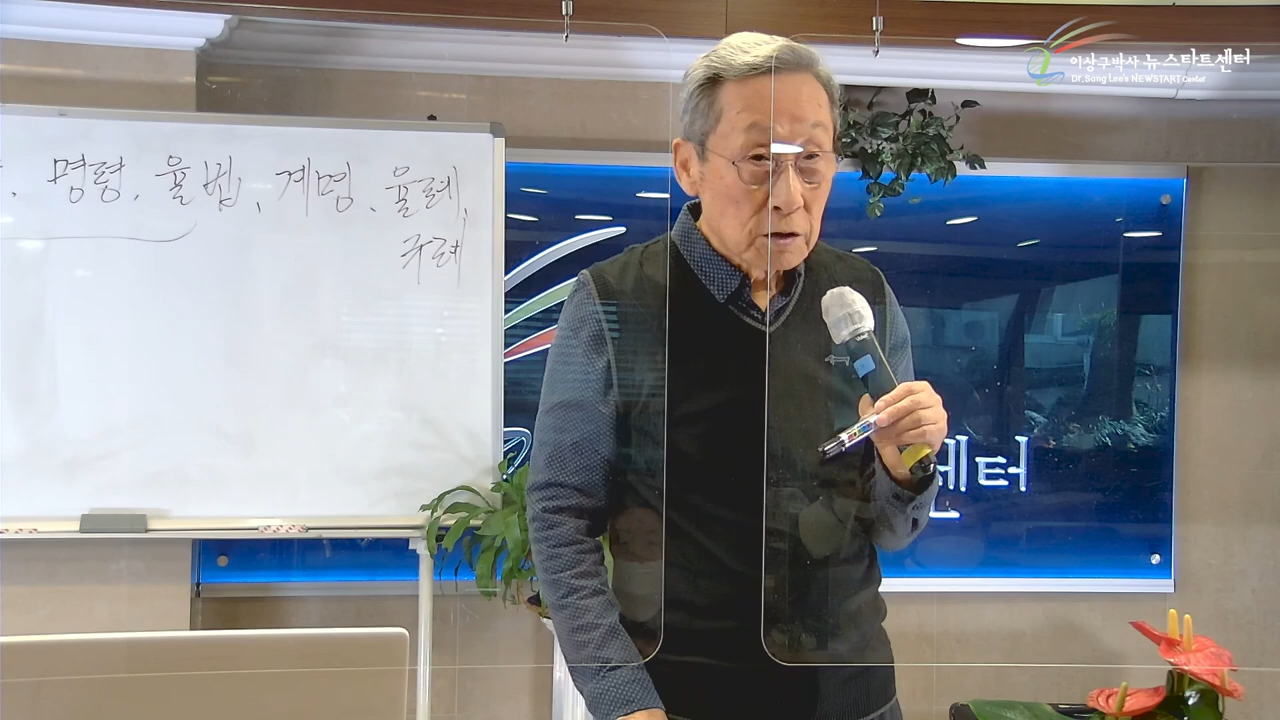 이상구박사 뉴스타트센터
Dr. Sang Lee's NEWSTART Center
명령. 율법, 계명, 율례,
규례
센터